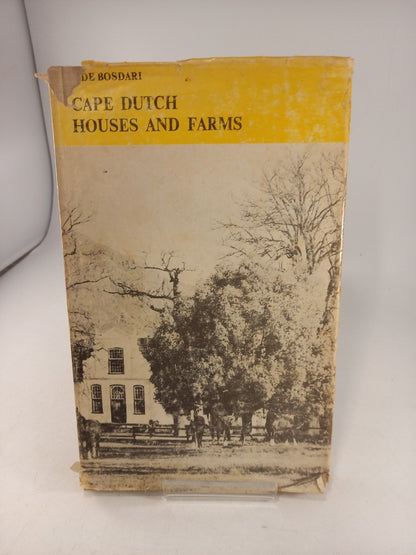 DE BOSDARI
CAPE DUTCH
HOUSES AND FARMS